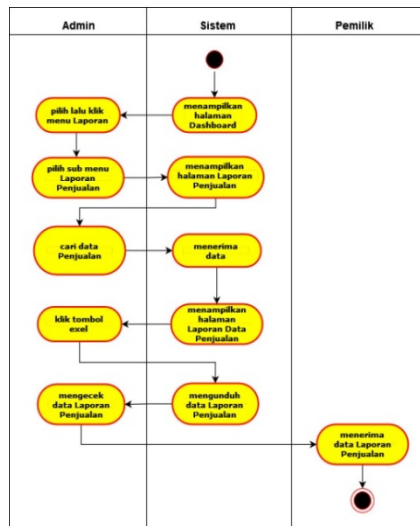 Admin
Sistem
Pemilik
menampilkan
halaman
Dashboard
pilih lalu klik
menu Laporan
pilih sub menu
Laporan
Penjualan
menampilkan
halaman Laporan
Penjualan
cari data
Penjualan
menerima
data
menampilkan
halaman
Laporan Data
Penjualan
klik tombol
exel
mengunduh
data Laporan
Penjualan
mengecek
data Laporan
Penjualan
menerima
data Laporan
Penjualan